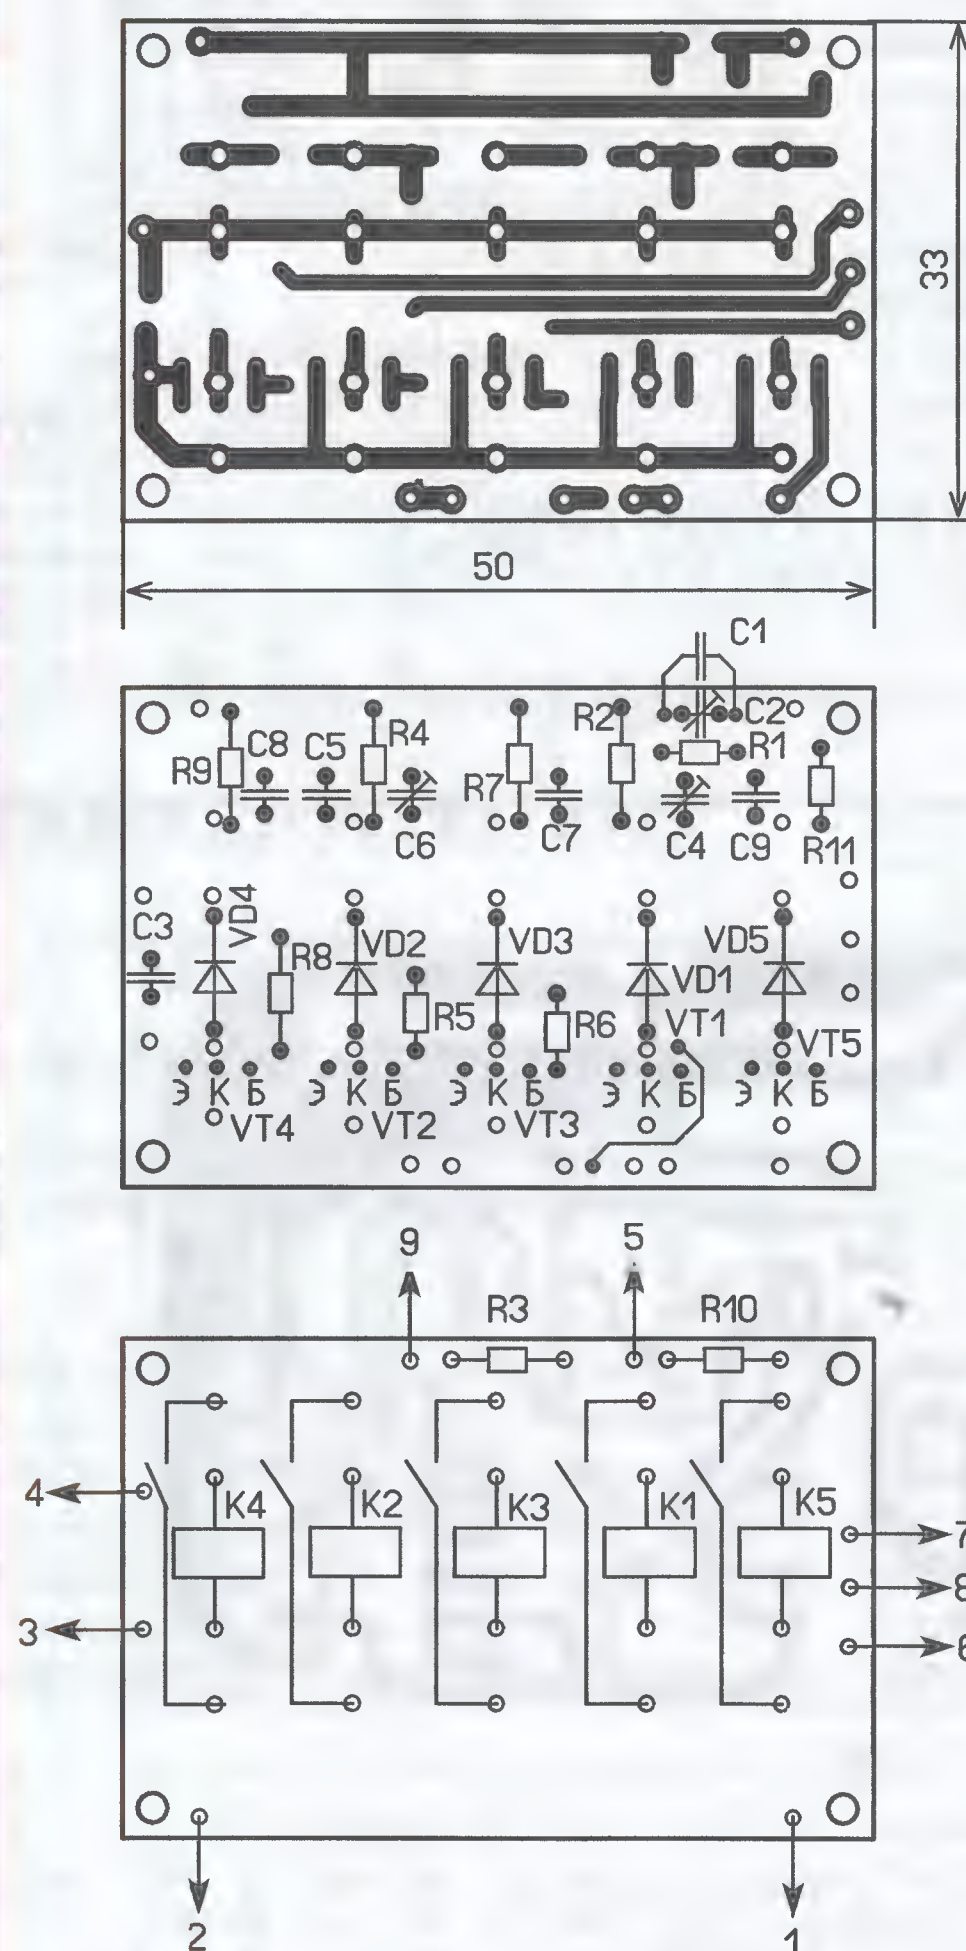 33
50
C1
R2 C2
R4 R1
C8 C5
R9 R7
C6 C7 C4 C9 R11
VD4
C3
R8 VD2 VD3 VD5
VD1
R5 R6 VT1
VT5
Э К Б Э К Б Э К Б Э К Б Э К Б
VT4 VT2 VT3
9 5
R3 R10
4 K4 K2 K3 K1 K5
7
8
3 6
2 1